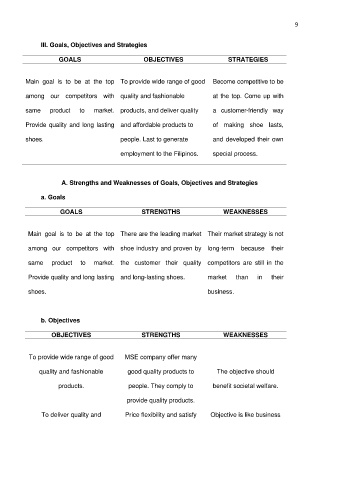 9
III. Goals, Objectives and Strategies
GOALS OBJECTIVES STRATEGIES
Main goal is to be at the top To provide wide range of good Become competitive to be
among our competitors with quality and fashionable at the top. Come up with
same product to market. products, and deliver quality a customer-friendly way
Provide quality and long lasting and affordable products to of making shoe lasts,
shoes. people. Last to generate and developed their own
employment to the Filipinos. special process.
A. Strengths and Weaknesses of Goals, Objectives and Strategies
a. Goals
GOALS STRENGTHS WEAKNESSES
Main goal is to be at the top There are the leading market Their market strategy is not
among our competitors with shoe industry and proven by long-term because their
same product to market. the customer their quality competitors are still in the
Provide quality and long lasting and long-lasting shoes. market than in their
shoes. business.
b. Objectives
OBJECTIVES STRENGTHS WEAKNESSES
To provide wide range of good MSE company offer many
quality and fashionable good quality products to The objective should
products. people. They comply to benefit societal welfare.
provide quality products.
To deliver quality and Price flexibility and satisfy Objective is like business